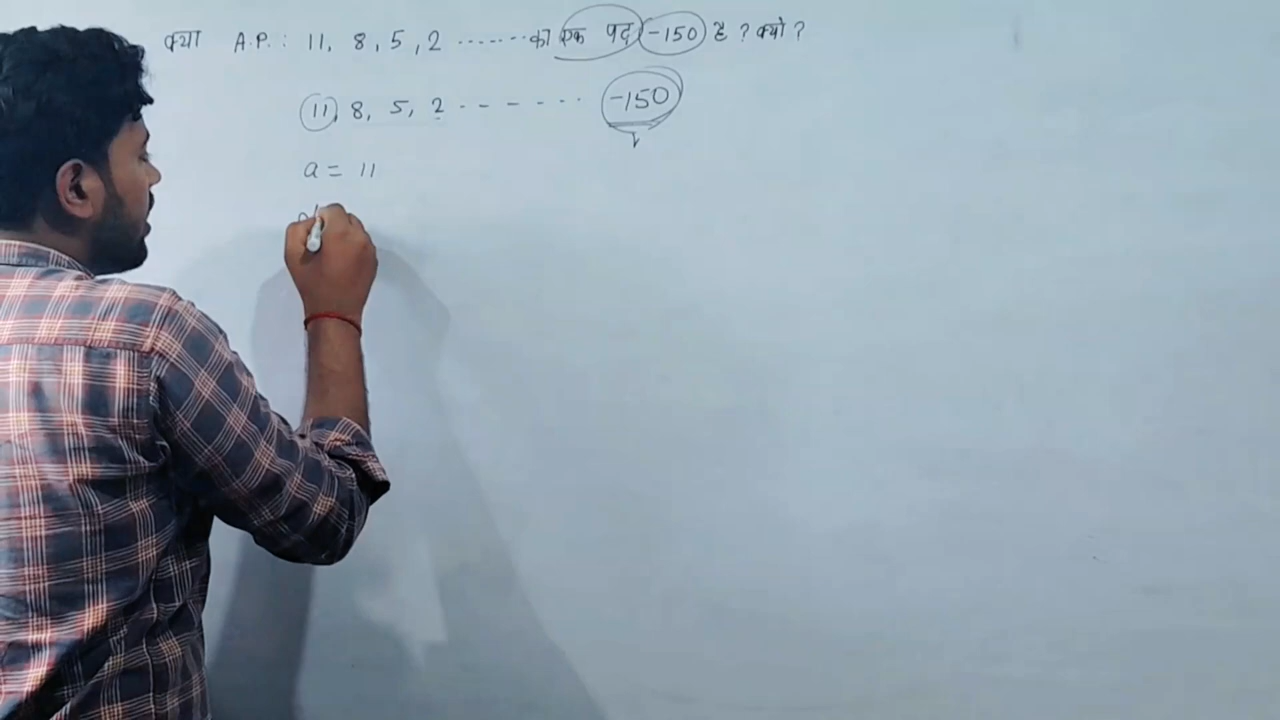 क्या A.P.: 11, 8, 5, 2 ....... का एक पद -150 है ? क्यों ?
11, 8, 5, 2 - - - - - - -150
a = 11
d